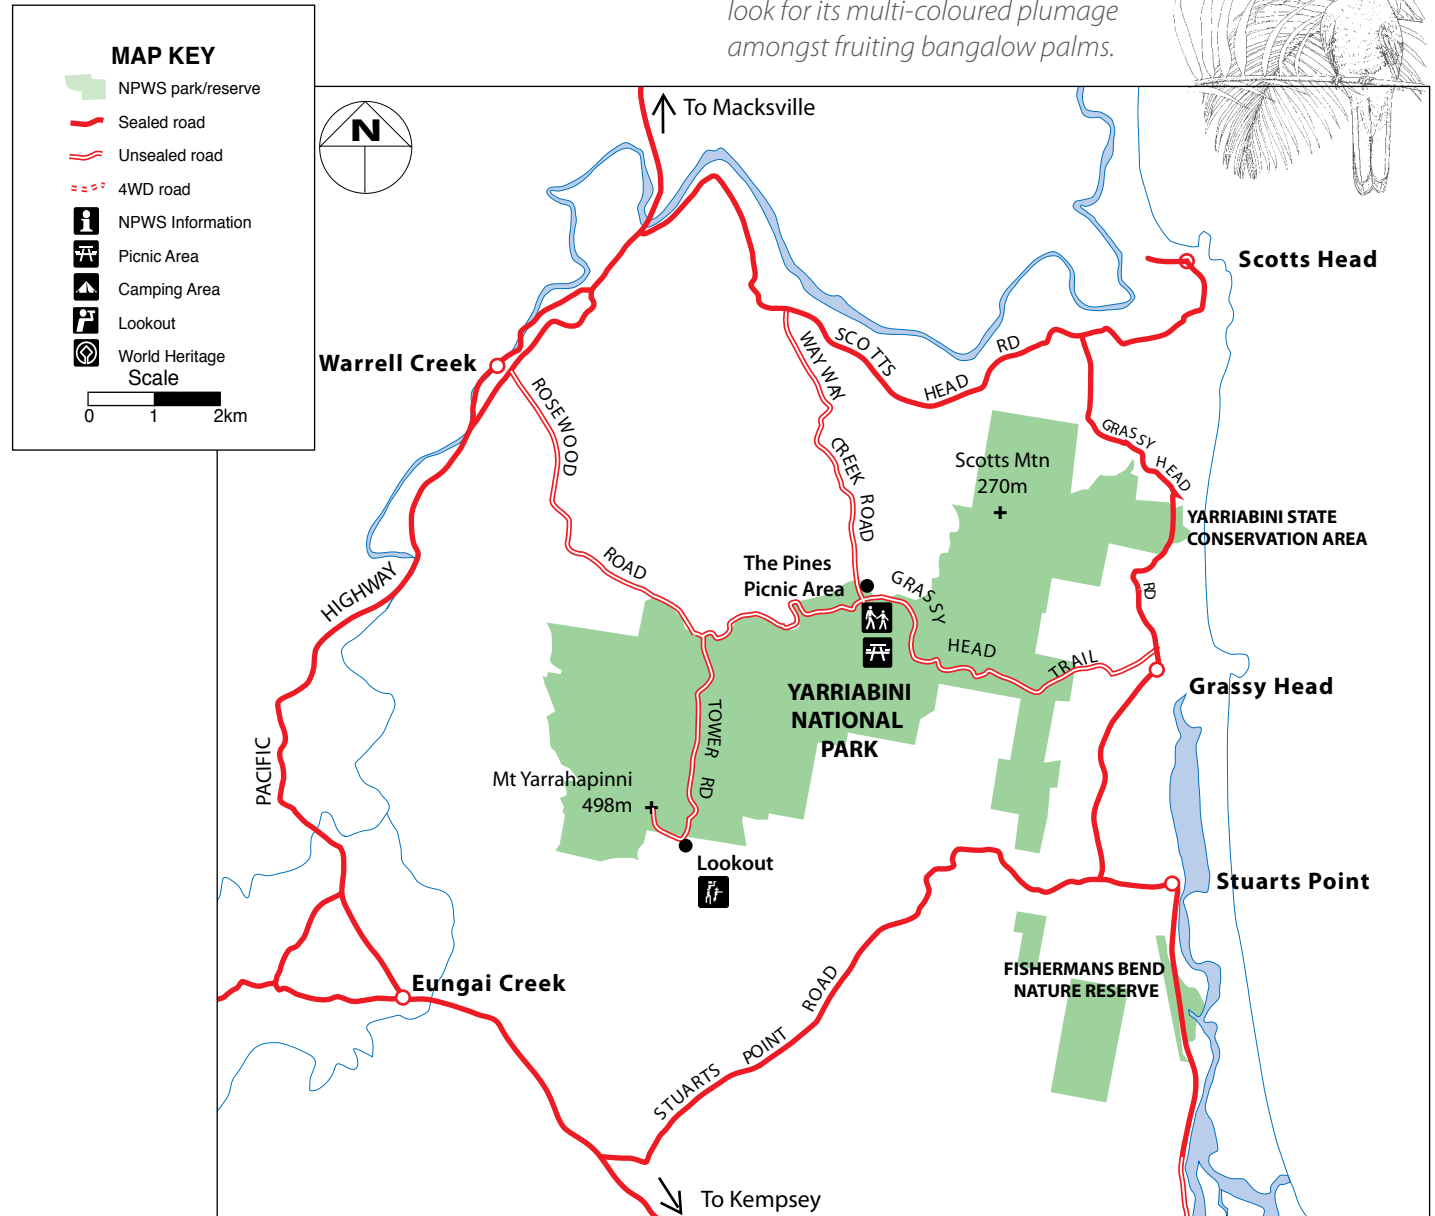 look for its multi-coloured plumage
amongst fruiting bangalow palms.
MAP KEY
NPWS park/reserve
Sealed road
Unsealed road
4WD road
NPWS Information
Picnic Area
Camping Area
Lookout
World Heritage
Scale
0 1 2km
N
To Macksville
Scotts Head
Warrell Creek
SCOTTS HEAD RD
WAY WAY CREEK ROAD
ROSEWOOD ROAD
GRASSY HEAD RD
Scotts Mtn
270m
YARRIABINI STATE
CONSERVATION AREA
The Pines
Picnic Area
GRASSY HEAD TRAIL
PACIFIC HIGHWAY
YARRIABINI
NATIONAL
PARK
Grassy Head
TOWER RD
Mt Yarrahapinni
498m
Lookout
Stuarts Point
Eungai Creek
FISHERMANS BEND
NATURE RESERVE
STUARTS POINT ROAD
To Kempsey